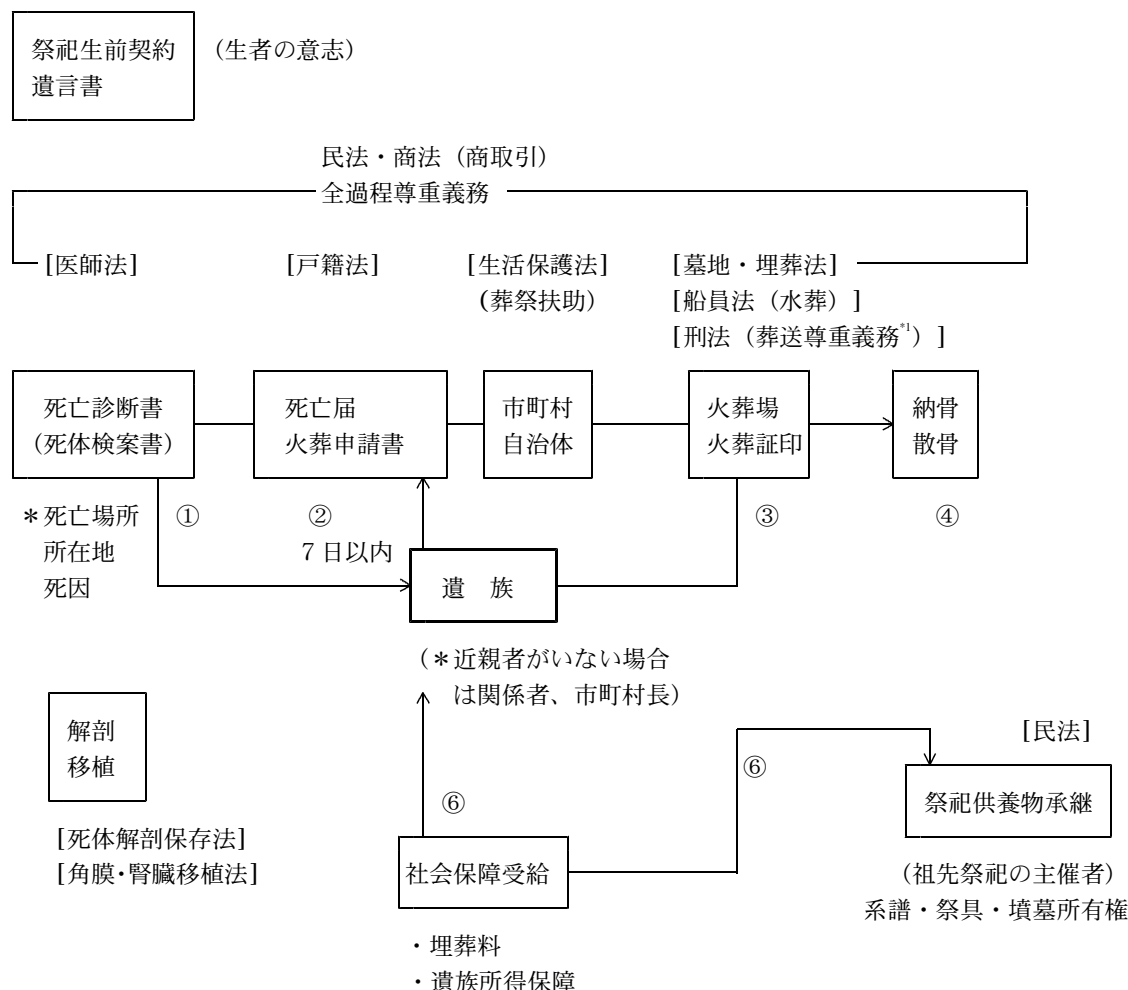 祭祀生前契約 (生者の意志)
遺言書
民法・商法(商取引)
全過程尊重義務
[医師法] [戸籍法] [生活保護法] [墓地・埋葬法]
(葬祭扶助) [船員法(水葬)]
[刑法(葬送尊重義務*1)]
死亡診断書 死亡届 市町村 火葬場 納骨
(死体検案書) 火葬申請書 自治体 火葬証印 散骨
*死亡場所 ① ② ③ ④
所在地 7日以内
死因 遺 族
(*近親者がいない場合
は関係者、市町村長)
解剖 [民法]
移植 ⑥
⑥ 祭祀供養物承継
[死体解剖保存法]
[角膜・腎臓移植法] 社会保障受給 (祖先祭祀の主催者)
系譜・祭具・墳墓所有権
・埋葬料
・遺族所得保障